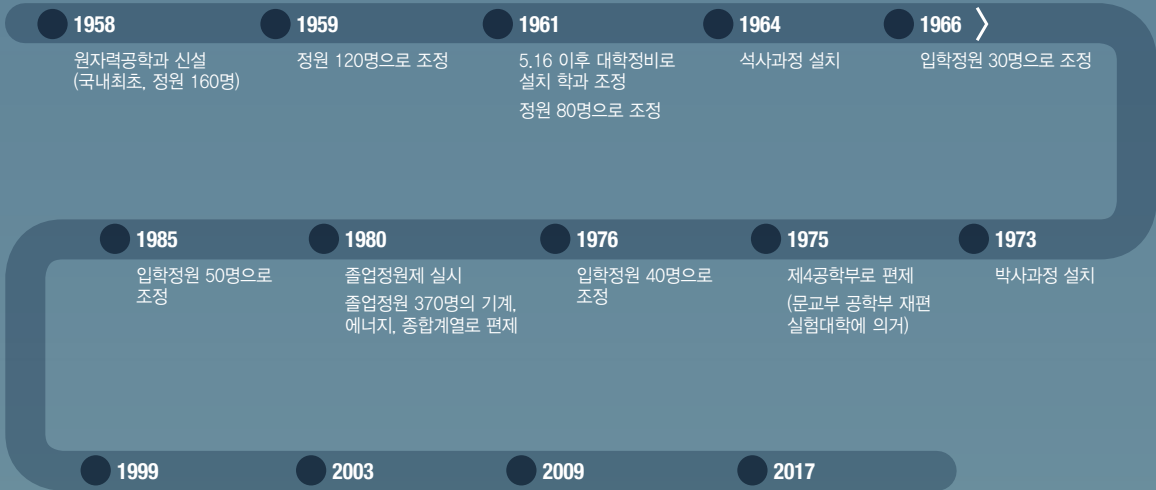 1958
원자력공학과 신설
(국내최초, 정원 160명)
1959
정원 120명으로 조정
1961
5.16 이후 대학정비로
설치 학과 조정
정원 80명으로 조정
1964
석사과정 설치
1966
입학정원 30명으로 조정
1973
박사과정 설치
1975
제4공학부로 편제
(문교부 공학부 재편
실험대학에 의거)
1976
입학정원 40명으로
조정
1980
졸업정원제 실시
졸업정원 370명의 기계,
에너지, 종합계열로 편제
1985
입학정원 50명으로
조정
1999
2003
2009
2017